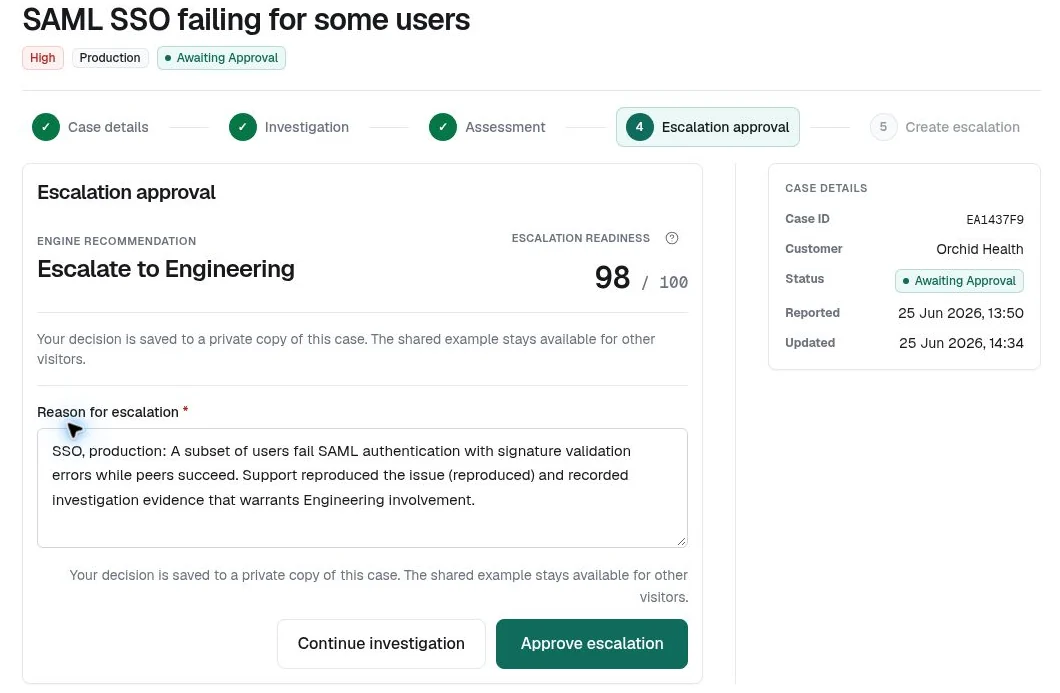 SAML SSO failing for some users
High
Production
Awaiting Approval
Case details
Investigation
Assessment
4 Escalation approval
5 Create escalation
Escalation approval
ENGINE RECOMMENDATION
Escalate to Engineering
ESCALATION READINESS ?
98 / 100
Your decision is saved to a private copy of this case. The shared example stays available for other
visitors.
Reason for escalation *
SSO, production: A subset of users fail SAML authentication with signature validation
errors while peers succeed. Support reproduced the issue (reproduced) and recorded
investigation evidence that warrants Engineering involvement.
Your decision is saved to a private copy of this case. The shared example stays available for other
visitors.
Continue investigation
Approve escalation
CASE DETAILS
Case ID EA1437F9
Customer Orchid Health
Status Awaiting Approval
Reported 25 Jun 2026, 13:50
Updated 25 Jun 2026, 14:34